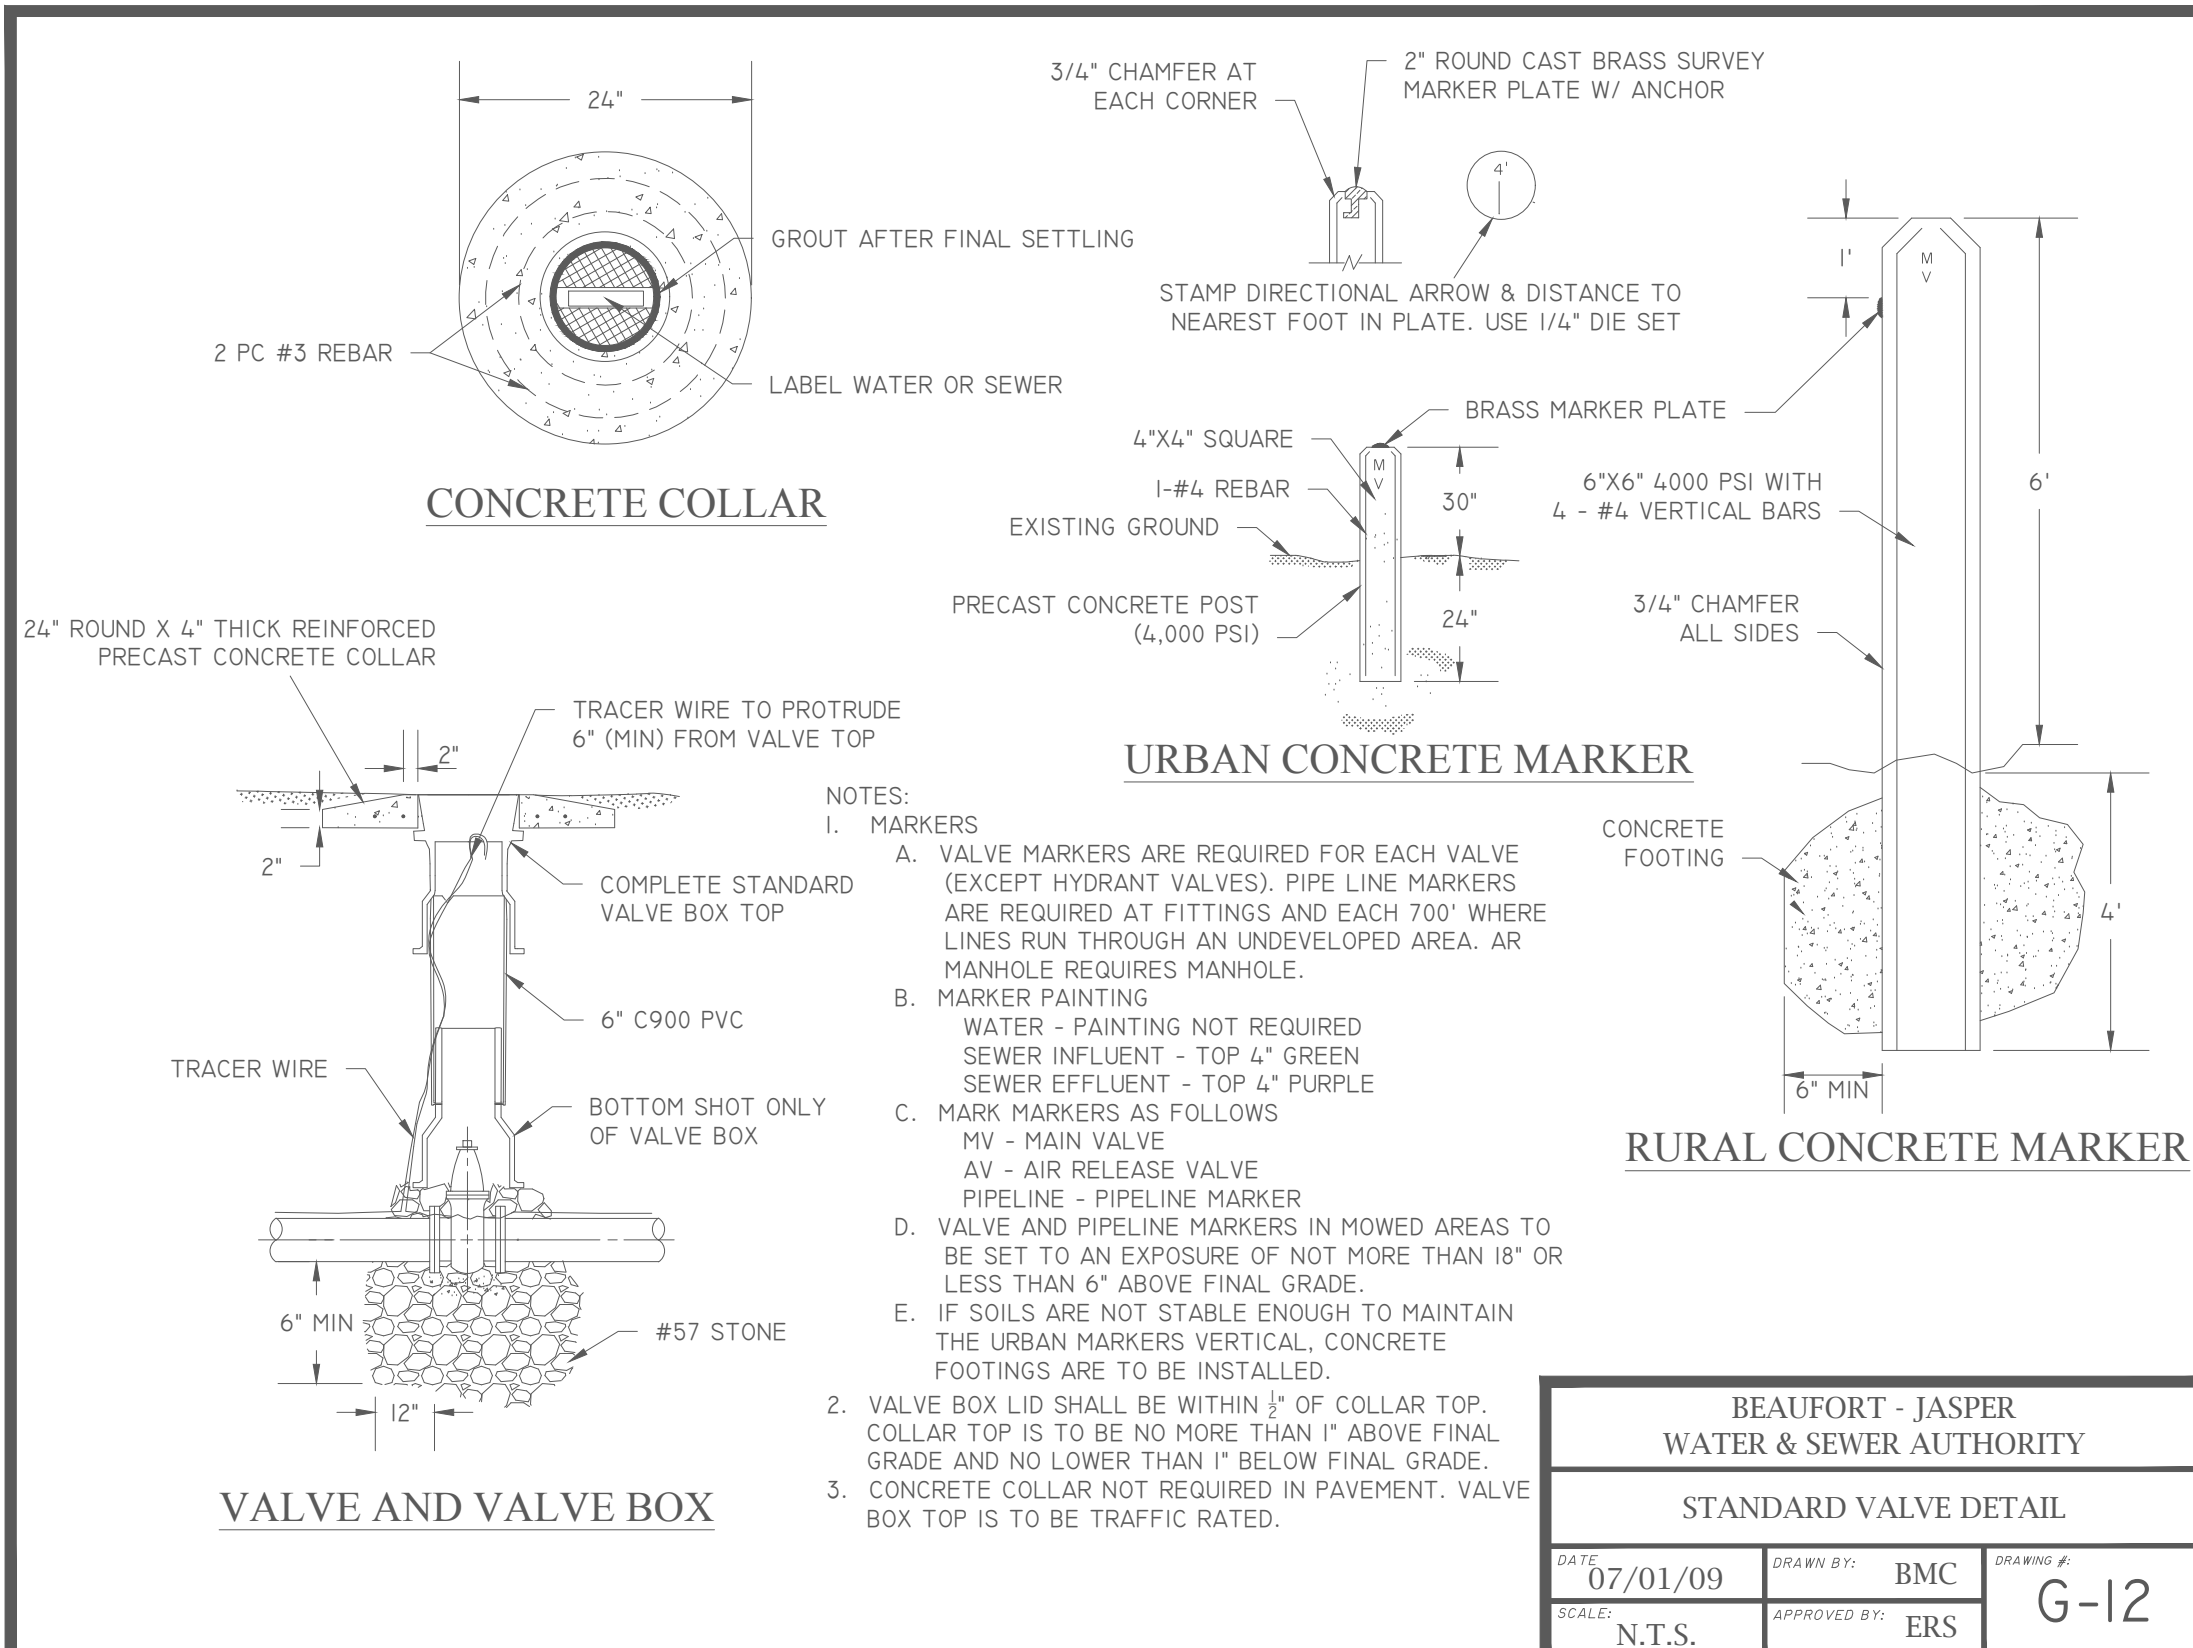 24"
GROUT AFTER FINAL SETTLING
2 PC #3 REBAR
LABEL WATER OR SEWER
CONCRETE COLLAR
3/4" CHAMFER AT
EACH CORNER
2" ROUND CAST BRASS SURVEY
MARKER PLATE W/ ANCHOR
4'
STAMP DIRECTIONAL ARROW & DISTANCE TO
NEAREST FOOT IN PLATE. USE 1/4" DIE SET
BRASS MARKER PLATE
4"X4" SQUARE
1-#4 REBAR
EXISTING GROUND
PRECAST CONCRETE POST
(4,000 PSI)
M
V
30"
24"
URBAN CONCRETE MARKER
1'
M
V
6'
6"X6" 4000 PSI WITH
4 - #4 VERTICAL BARS
3/4" CHAMFER
ALL SIDES
CONCRETE
FOOTING
4'
6" MIN
RURAL CONCRETE MARKER
24" ROUND X 4" THICK REINFORCED
PRECAST CONCRETE COLLAR
TRACER WIRE TO PROTRUDE
6" (MIN) FROM VALVE TOP
2"
2"
COMPLETE STANDARD
VALVE BOX TOP
6" C900 PVC
TRACER WIRE
BOTTOM SHOT ONLY
OF VALVE BOX
6" MIN
#57 STONE
12"
VALVE AND VALVE BOX
NOTES:
1. MARKERS
A. VALVE MARKERS ARE REQUIRED FOR EACH VALVE
(EXCEPT HYDRANT VALVES). PIPE LINE MARKERS
ARE REQUIRED AT FITTINGS AND EACH 700' WHERE
LINES RUN THROUGH AN UNDEVELOPED AREA. AR
MANHOLE REQUIRES MANHOLE.
B. MARKER PAINTING
WATER - PAINTING NOT REQUIRED
SEWER INFLUENT - TOP 4" GREEN
SEWER EFFLUENT - TOP 4" PURPLE
C. MARK MARKERS AS FOLLOWS
MV - MAIN VALVE
AV - AIR RELEASE VALVE
PIPELINE - PIPELINE MARKER
D. VALVE AND PIPELINE MARKERS IN MOWED AREAS TO
BE SET TO AN EXPOSURE OF NOT MORE THAN 18" OR
LESS THAN 6" ABOVE FINAL GRADE.
E. IF SOILS ARE NOT STABLE ENOUGH TO MAINTAIN
THE URBAN MARKERS VERTICAL, CONCRETE
FOOTINGS ARE TO BE INSTALLED.
2. VALVE BOX LID SHALL BE WITHIN ½" OF COLLAR TOP.
COLLAR TOP IS TO BE NO MORE THAN 1" ABOVE FINAL
GRADE AND NO LOWER THAN 1" BELOW FINAL GRADE.
3. CONCRETE COLLAR NOT REQUIRED IN PAVEMENT. VALVE
BOX TOP IS TO BE TRAFFIC RATED.
BEAUFORT - JASPER
WATER & SEWER AUTHORITY
STANDARD VALVE DETAIL
DATE 07/01/09
DRAWN BY: BMC
DRAWING #:
G-12
SCALE: N.T.S.
APPROVED BY: ERS